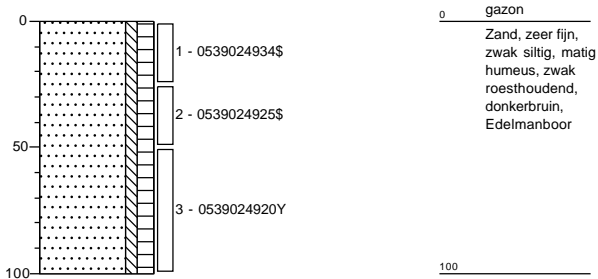 0
1 - 0539024934$
2 - 0539024925$
50
3 - 0539024920Y
100
0
gazon
Zand, zeer fijn,
zwak siltig, matig
humeus, zwak
roesthoudend,
donkerbruin,
Edelmanboor
100